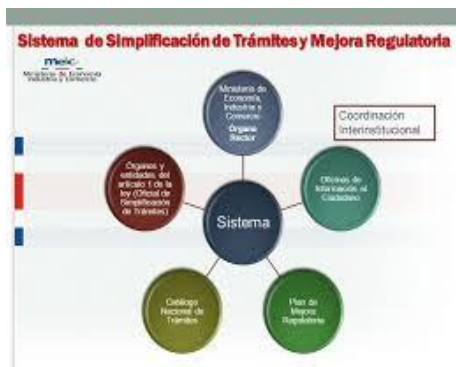 Sistema de Simplificación de Trámites y Mejora Regulatoria
meic
Ministerio de Economía
Industria y Comercio
Ministerio de
Economía,
Industria y
Comercio
Órgano
Rector
Coordinación
Interinstitucional
Órganos y
entidades, del
artículo 1 de la
ley (Oficial de
Simplificación
de Trámites)
Oficinas de
Información al
Ciudadano
Sistema
Catálogo
Nacional de
Trámites
Plan de
Mejora
Regulatoria